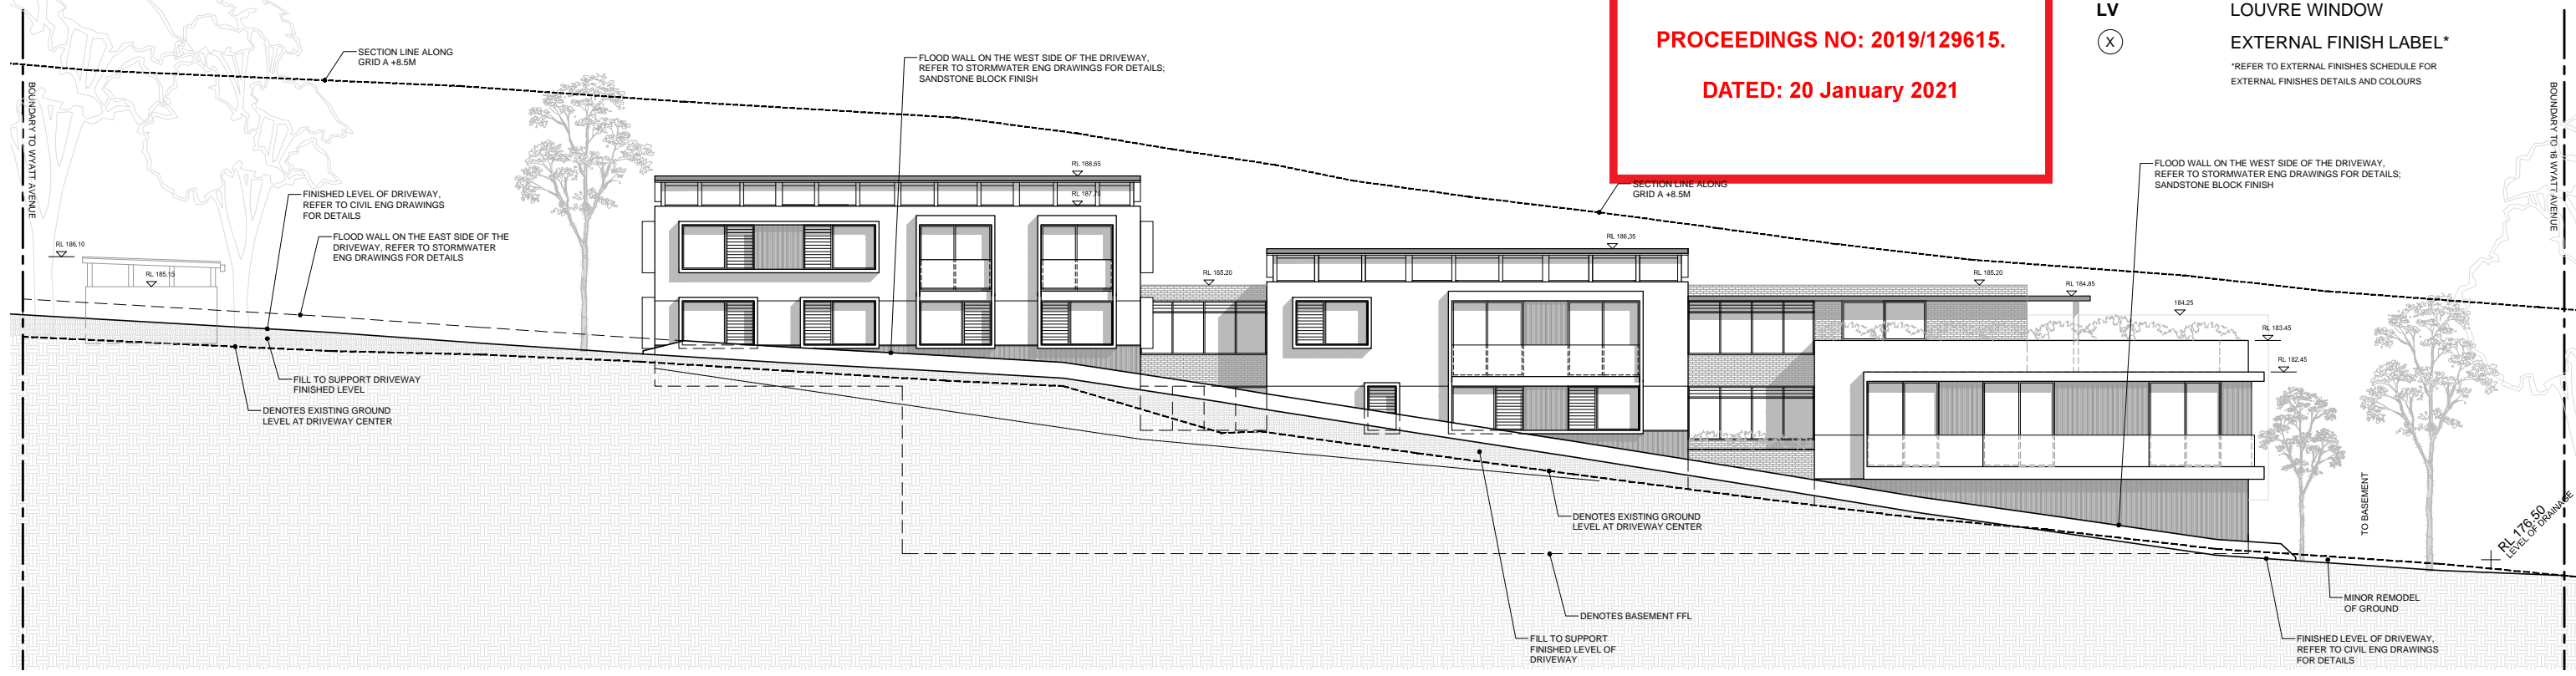 PROCEEDINGS NO: 2019/129615.
DATED: 20 January 2021
LV
LOUVRE WINDOW
X
EXTERNAL FINISH LABEL*
*REFER TO EXTERNAL FINISHES SCHEDULE FOR
EXTERNAL FINISHES DETAILS AND COLOURS
SECTION LINE ALONG
GRID A +8.5M
FLOOD WALL ON THE WEST SIDE OF THE DRIVEWAY,
REFER TO STORMWATER ENG DRAWINGS FOR DETAILS;
SANDSTONE BLOCK FINISH
BOUNDARY TO WYATT AVENUE
BOUNDARY TO 16 WYATT AVENUE
FINISHED LEVEL OF DRIVEWAY,
REFER TO CIVIL ENG DRAWINGS
FOR DETAILS
FLOOD WALL ON THE EAST SIDE OF THE
DRIVEWAY, REFER TO STORMWATER
ENG DRAWINGS FOR DETAILS
RL 186.10
RL 185.15
RL 188.65
RL 187.70
SECTION LINE ALONG
GRID A +8.5M
FLOOD WALL ON THE WEST SIDE OF THE DRIVEWAY,
REFER TO STORMWATER ENG DRAWINGS FOR DETAILS;
SANDSTONE BLOCK FINISH
RL 185.20
RL 186.35
RL 185.20
RL 184.85
184.25
RL 183.45
RL 182.45
FILL TO SUPPORT DRIVEWAY
FINISHED LEVEL
DENOTES EXISTING GROUND
LEVEL AT DRIVEWAY CENTER
DENOTES EXISTING GROUND
LEVEL AT DRIVEWAY CENTER
TO BASEMENT
RL 176.50
LEVEL OF DRAINAGE
DENOTES BASEMENT FFL
FILL TO SUPPORT
FINISHED LEVEL OF
DRIVEWAY
MINOR REMODEL
OF GROUND
FINISHED LEVEL OF DRIVEWAY,
REFER TO CIVIL ENG DRAWINGS
FOR DETAILS